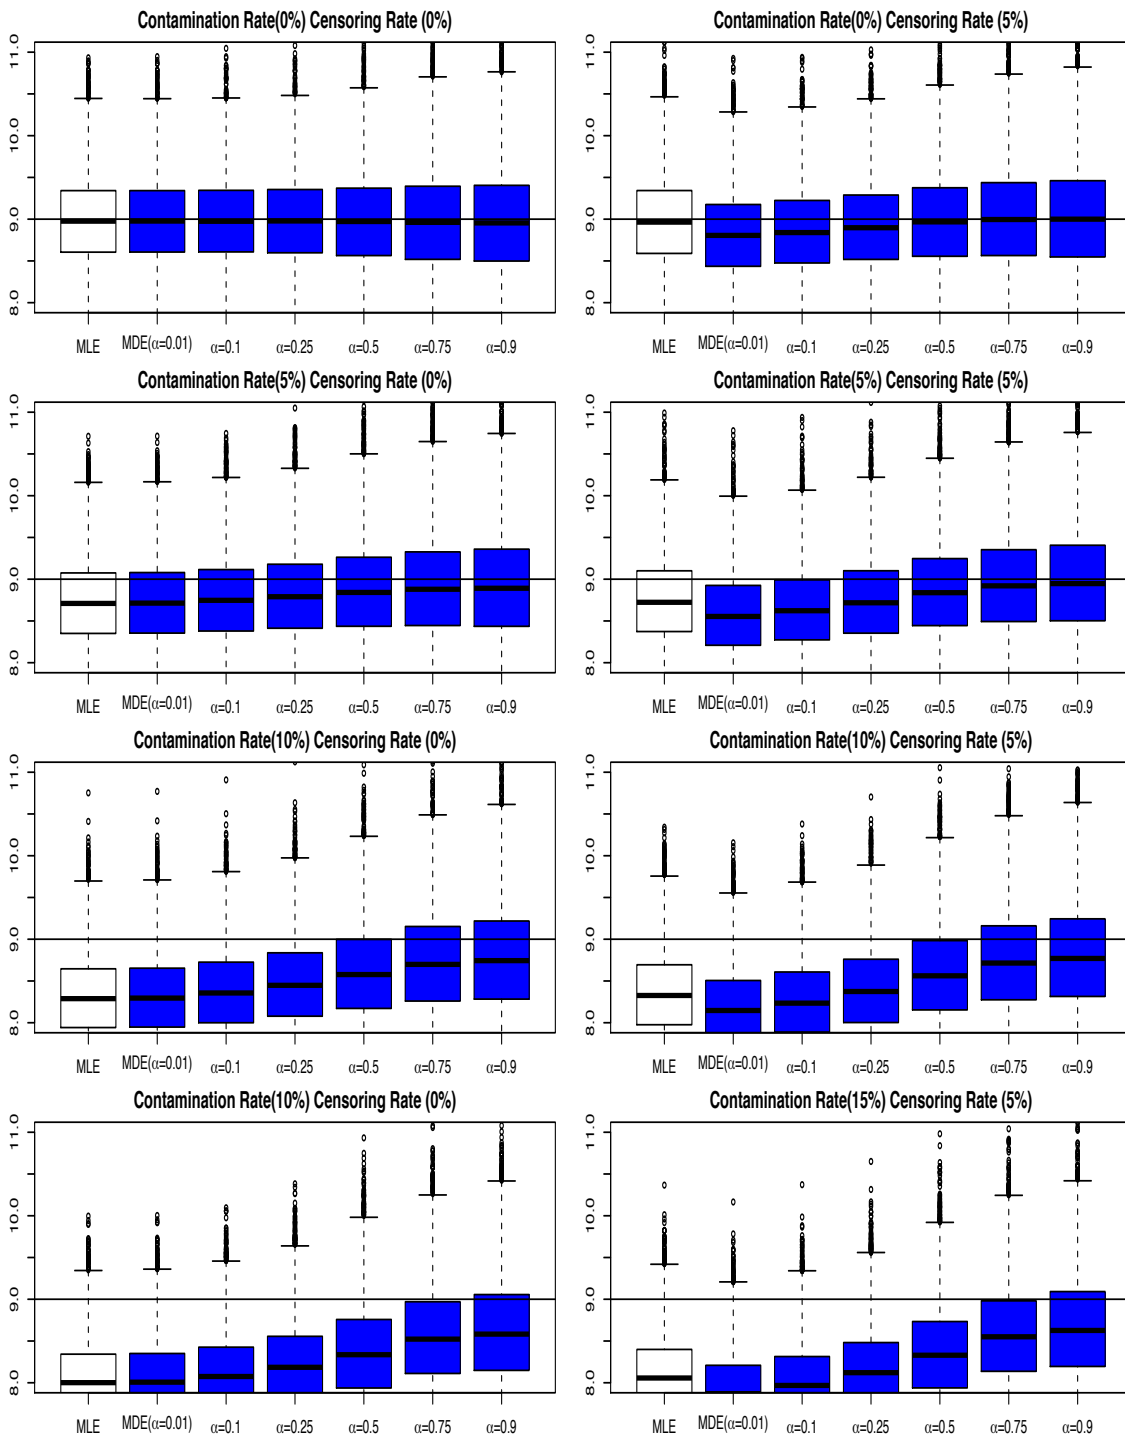 Contamination Rate(0%) Censoring Rate (0%)
11.0
10.0
9.0
8.0
MLE MDE(α=0.01) α=0.1 α=0.25 α=0.5 α=0.75 α=0.9
Contamination Rate(0%) Censoring Rate (5%)
11.0
10.0
9.0
8.0
MLE MDE(α=0.01) α=0.1 α=0.25 α=0.5 α=0.75 α=0.9
Contamination Rate(5%) Censoring Rate (0%)
11.0
10.0
9.0
8.0
MLE MDE(α=0.01) α=0.1 α=0.25 α=0.5 α=0.75 α=0.9
Contamination Rate(5%) Censoring Rate (5%)
11.0
10.0
9.0
8.0
MLE MDE(α=0.01) α=0.1 α=0.25 α=0.5 α=0.75 α=0.9
Contamination Rate(10%) Censoring Rate (0%)
11.0
10.0
9.0
8.0
MLE MDE(α=0.01) α=0.1 α=0.25 α=0.5 α=0.75 α=0.9
Contamination Rate(10%) Censoring Rate (5%)
11.0
10.0
9.0
8.0
MLE MDE(α=0.01) α=0.1 α=0.25 α=0.5 α=0.75 α=0.9
Contamination Rate(10%) Censoring Rate (0%)
11.0
10.0
9.0
8.0
MLE MDE(α=0.01) α=0.1 α=0.25 α=0.5 α=0.75 α=0.9
Contamination Rate(15%) Censoring Rate (5%)
11.0
10.0
9.0
8.0
MLE MDE(α=0.01) α=0.1 α=0.25 α=0.5 α=0.75 α=0.9